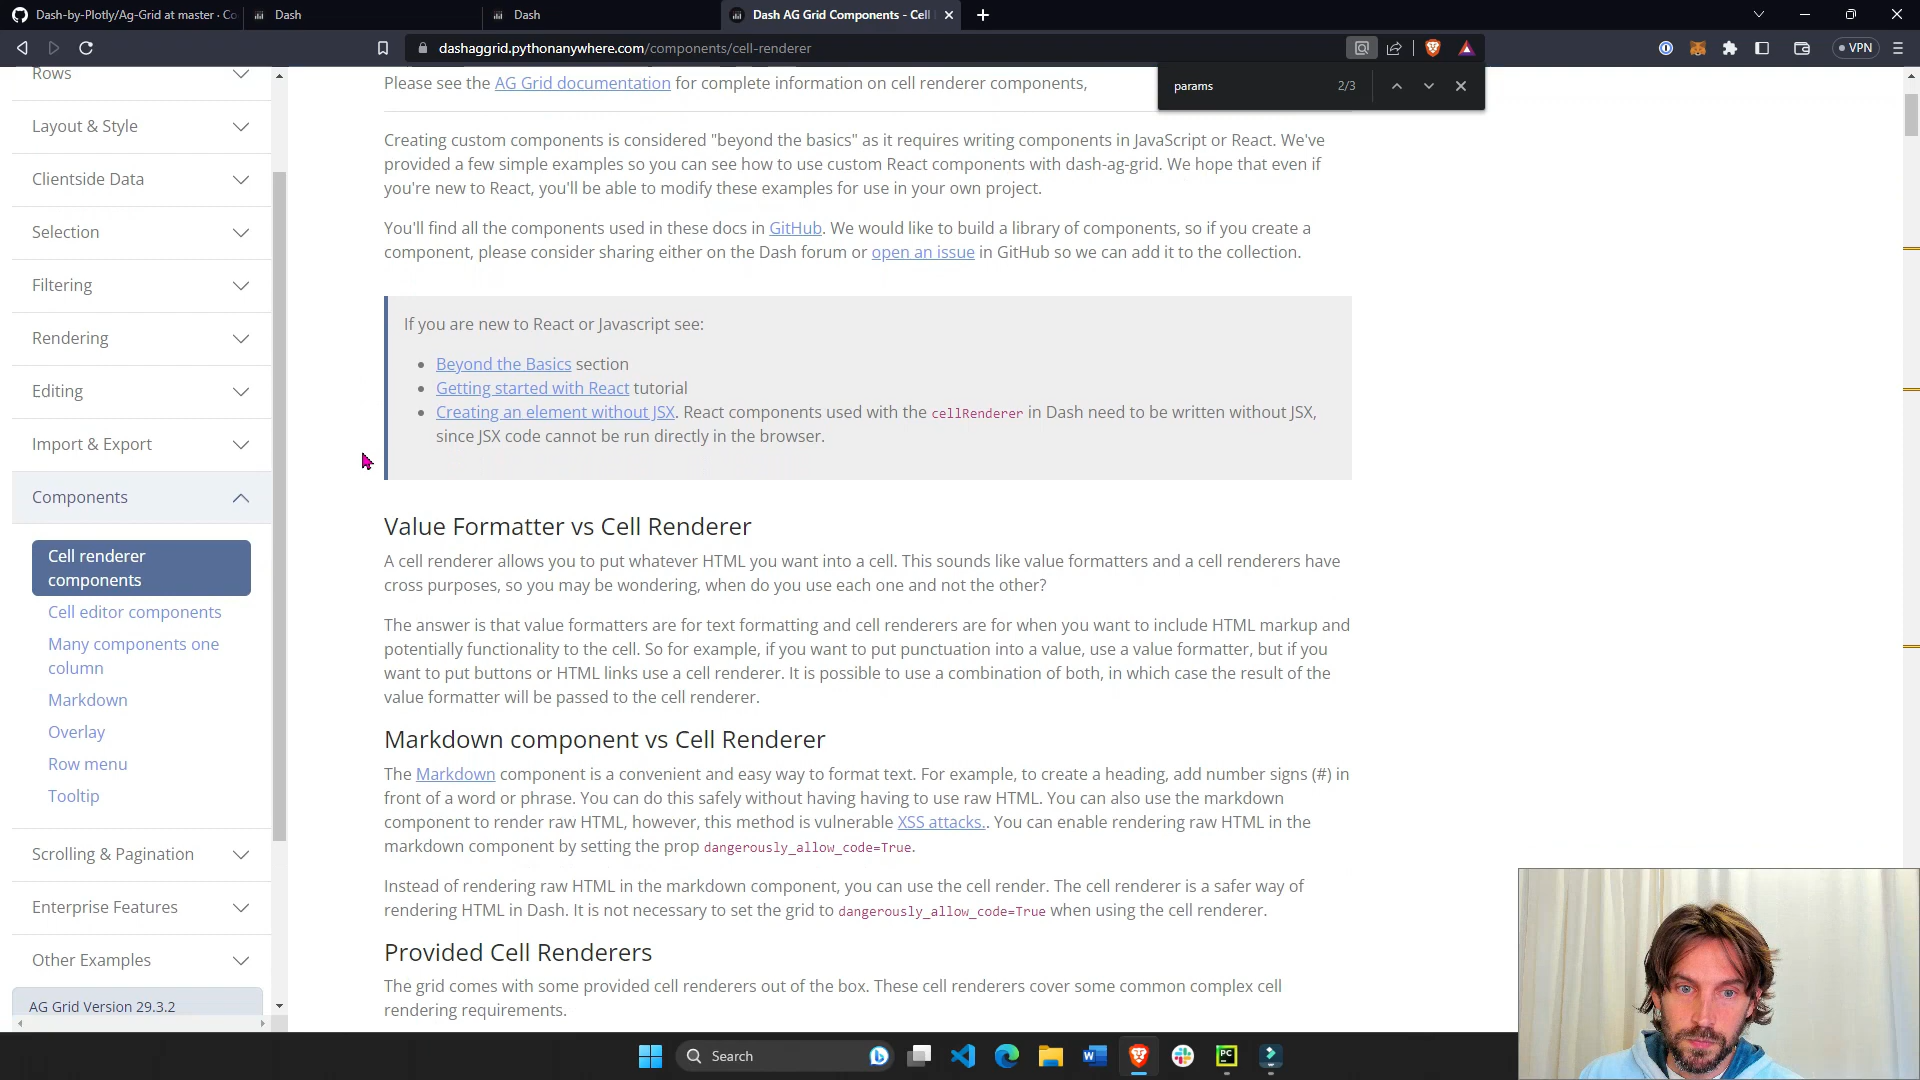 Dash-by-Plotly/Ag-Grid at master · Co
Dash
Dash
Dash AG Grid Components - Cell
dashaggrid.pythonanywhere.com/components/cell-renderer
VPN
params
2/3
Rows
Layout & Style
Clientside Data
Selection
Filtering
Rendering
Editing
Import & Export
Components
Cell renderer
components
Cell editor components
Many components one
column
Markdown
Overlay
Row menu
Tooltip
Scrolling & Pagination
Enterprise Features
Other Examples
AG Grid Version 29.3.2
Please see the AG Grid documentation for complete information on cell renderer components,
Creating custom components is considered "beyond the basics" as it requires writing components in JavaScript or React. We've
provided a few simple examples so you can see how to use custom React components with dash-ag-grid. We hope that even if
you're new to React, you'll be able to modify these examples for use in your own project.
You'll find all the components used in these docs in GitHub. We would like to build a library of components, so if you create a
component, please consider sharing either on the Dash forum or open an issue in GitHub so we can add it to the collection.
If you are new to React or Javascript see:
• Beyond the Basics section
• Getting started with React tutorial
• Creating an element without JSX. React components used with the cellRenderer in Dash need to be written without JSX,
since JSX code cannot be run directly in the browser.
Value Formatter vs Cell Renderer
A cell renderer allows you to put whatever HTML you want into a cell. This sounds like value formatters and a cell renderers have
cross purposes, so you may be wondering, when do you use each one and not the other?
The answer is that value formatters are for text formatting and cell renderers are for when you want to include HTML markup and
potentially functionality to the cell. So for example, if you want to put punctuation into a value, use a value formatter, but if you
want to put buttons or HTML links use a cell renderer. It is possible to use a combination of both, in which case the result of the
value formatter will be passed to the cell renderer.
Markdown component vs Cell Renderer
The Markdown component is a convenient and easy way to format text. For example, to create a heading, add number signs (#) in
front of a word or phrase. You can do this safely without having having to use raw HTML. You can also use the markdown
component to render raw HTML, however, this method is vulnerable XSS attacks.. You can enable rendering raw HTML in the
markdown component by setting the prop dangerously_allow_code=True.
Instead of rendering raw HTML in the markdown component, you can use the cell render. The cell renderer is a safer way of
rendering HTML in Dash. It is not necessary to set the grid to dangerously_allow_code=True when using the cell renderer.
Provided Cell Renderers
The grid comes with some provided cell renderers out of the box. These cell renderers cover some common complex cell
rendering requirements.
Search